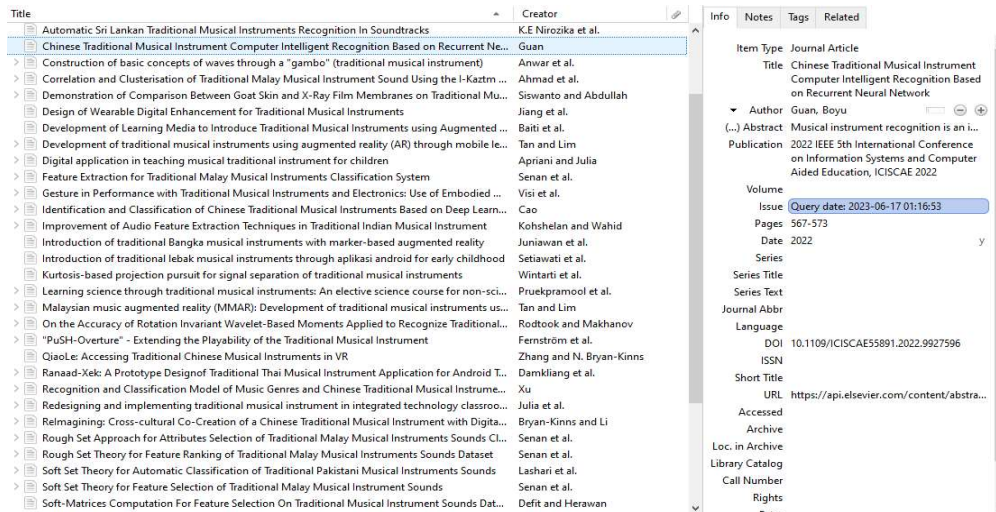 Title Creator
Automatic Sri Lankan Traditional Musical Instruments Recognition In Soundtracks K.E Nirozika et al.
Chinese Traditional Musical Instrument Computer Intelligent Recognition Based on Recurrent Ne... Guan
Construction of basic concepts of waves through a "gambo" (traditional musical instrument) Anwar et al.
Correlation and Clusterisation of Traditional Malay Musical Instrument Sound Using the I-Kaztm ... Ahmad et al.
Demonstration of Comparison Between Goat Skin and X-Ray Film Membranes on Traditional Mu... Siswanto and Abdullah
Design of Wearable Digital Enhancement for Traditional Musical Instruments Jiang et al.
Development of Learning Media to Introduce Traditional Musical Instruments using Augmented ... Baiti et al.
Development of traditional musical instruments using augmented reality (AR) through mobile le... Tan and Lim
Digital application in teaching musical traditional instrument for children Apriani and Julia
Feature Extraction for Traditional Malay Musical Instruments Classification System Senan et al.
Gesture in Performance with Traditional Musical Instruments and Electronics: Use of Embodied ... Visi et al.
Identification and Classification of Chinese Traditional Musical Instruments Based on Deep Learn... Cao
Improvement of Audio Feature Extraction Techniques in Traditional Indian Musical Instrument Kohshelan and Wahid
Introduction of traditional Bangka musical instruments with marker-based augmented reality Juniawan et al.
Introduction of traditional lebak musical instruments through aplikasi android for early childhood Setiawati et al.
Kurtosis-based projection pursuit for signal separation of traditional musical instruments Wintarti et al.
Learning science through traditional musical instruments: An elective science course for non-sci... Pruekpramool et al.
Malaysian music augmented reality (MMAR): Development of traditional musical instruments us... Tan and Lim
On the Accuracy of Rotation Invariant Wavelet-Based Moments Applied to Recognize Traditional... Rodtook and Makhanov
"PuSH-Overture" - Extending the Playability of the Traditional Musical Instrument Fernström et al.
QiaoLe: Accessing Traditional Chinese Musical Instruments in VR Zhang and N. Bryan-Kinns
Ranaad-Xek: A Prototype Designof Traditional Thai Musical Instrument Application for Android T... Damkliang et al.
Recognition and Classification Model of Music Genres and Chinese Traditional Musical Instrume... Xu
Redesigning and implementing traditional musical instrument in integrated technology classroo... Julia et al.
ReImagining: Cross-cultural Co-Creation of a Chinese Traditional Musical Instrument with Digita... Bryan-Kinns and Li
Rough Set Approach for Attributes Selection of Traditional Malay Musical Instruments Sounds Cl... Senan et al.
Rough Set Theory for Feature Ranking of Traditional Malay Musical Instruments Sounds Dataset Senan et al.
Soft Set Theory for Automatic Classification of Traditional Pakistani Musical Instruments Sounds Lashari et al.
Soft Set Theory for Feature Selection of Traditional Malay Musical Instrument Sounds Senan et al.
Soft-Matrices Computation For Feature Selection On Traditional Musical Instrument Sounds Dat... Defit and Herawan
Info Notes Tags Related
Item Type Journal Article
Title Chinese Traditional Musical Instrument
Computer Intelligent Recognition Based
on Recurrent Neural Network
Author Guan, Boyu
(...) Abstract Musical instrument recognition is an i...
Publication 2022 IEEE 5th International Conference
on Information Systems and Computer
Aided Education, ICISCAE 2022
Volume
Issue Query date: 2023-06-17 01:16:53
Pages 567-573
Date 2022 y
Series
Series Title
Series Text
Journal Abbr
Language
DOI 10.1109/ICISCAE55891.2022.9927596
ISSN
Short Title
URL https://api.elsevier.com/content/abstra...
Accessed
Archive
Loc. in Archive
Library Catalog
Call Number
Rights